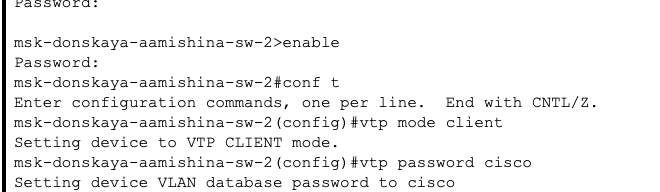 Password:
msk-donskaya-aamishina-sw-2>enable
Password:
msk-donskaya-aamishina-sw-2#conf t
Enter configuration commands, one per line.  End with CNTL/Z.
msk-donskaya-aamishina-sw-2(config)#vtp mode client
Setting device to VTP CLIENT mode.
msk-donskaya-aamishina-sw-2(config)#vtp password cisco
Setting device VLAN database password to cisco